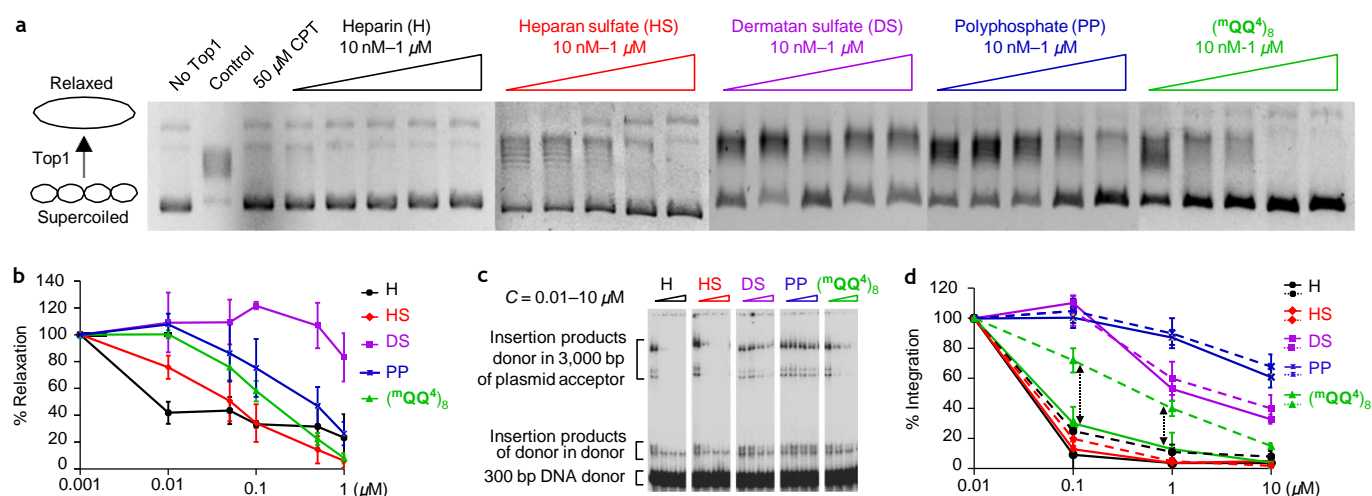 a
No Top1
Control
50 µM CPT
Heparin (H)
10 nM–1 µM
Heparan sulfate (HS)
10 nM–1 µM
Dermatan sulfate (DS)
10 nM–1 µM
Polyphosphate (PP)
10 nM–1 µM
(ᵐQQ⁴)₈
10 nM-1 µM
Relaxed
Top1
Supercoiled
b
% Relaxation
140
120
100
80
60
40
20
0
0.001
0.01
0.1
1
(µM)
H
HS
DS
PP
(ᵐQQ⁴)₈
c
C = 0.01–10 µM
H
HS
DS
PP
(ᵐQQ⁴)₈
Insertion products
donor in 3,000 bp
of plasmid acceptor
Insertion products
of donor in donor
300 bp DNA donor
d
% Integration
120
100
80
60
40
20
0
0.01
0.1
1
10
(µM)
H
HS
DS
PP
(ᵐQQ⁴)₈